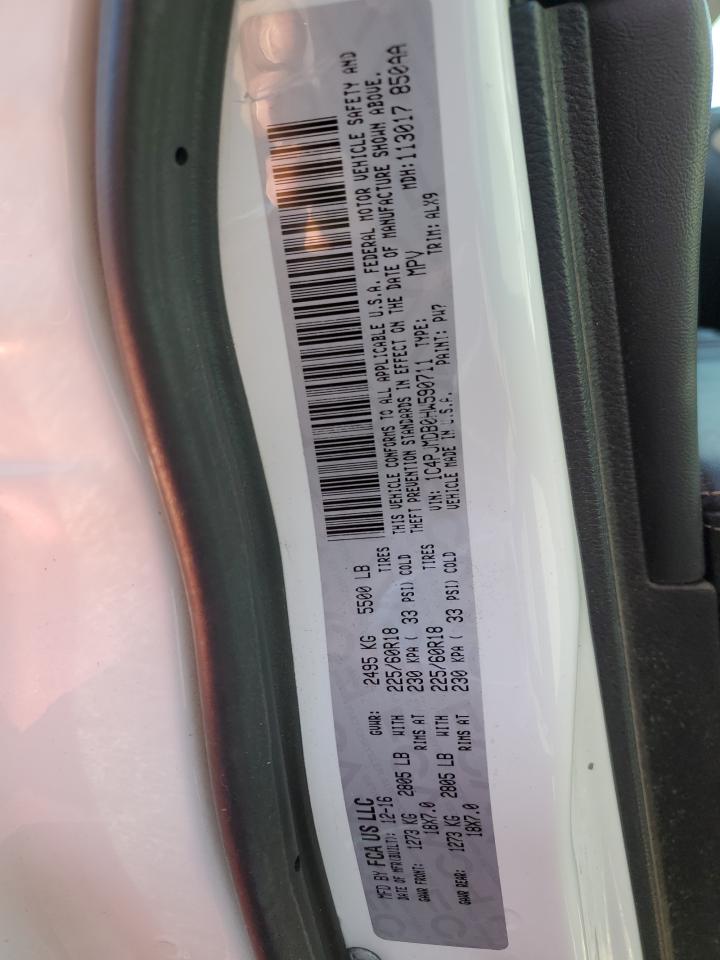 MFD BY FCA US LLC
DATE OF MFR(BUILT): 12-16 GVWR: 2495 KG 5500 LB
GAWR FRONT: 1273 KG 2805 LB WITH 225/60R18 TIRES
18X7.0 RIMS AT 230 KPA ( 33 PSI) COLD
GAWR REAR: 1273 KG 2805 LB WITH 225/60R18 TIRES
18X7.0 RIMS AT 230 KPA ( 33 PSI) COLD
THIS VEHICLE CONFORMS TO ALL APPLICABLE U.S.A. FEDERAL MOTOR VEHICLE SAFETY AND
THEFT PREVENTION STANDARDS IN EFFECT ON THE DATE OF MANUFACTURE SHOWN ABOVE.
VIN: 1C4PJMDB0HW590711 TYPE: MPV MDH: 113017 850AA
VEHICLE MADE IN U.S.A. PAINT: PW7 TRIM: ALX9